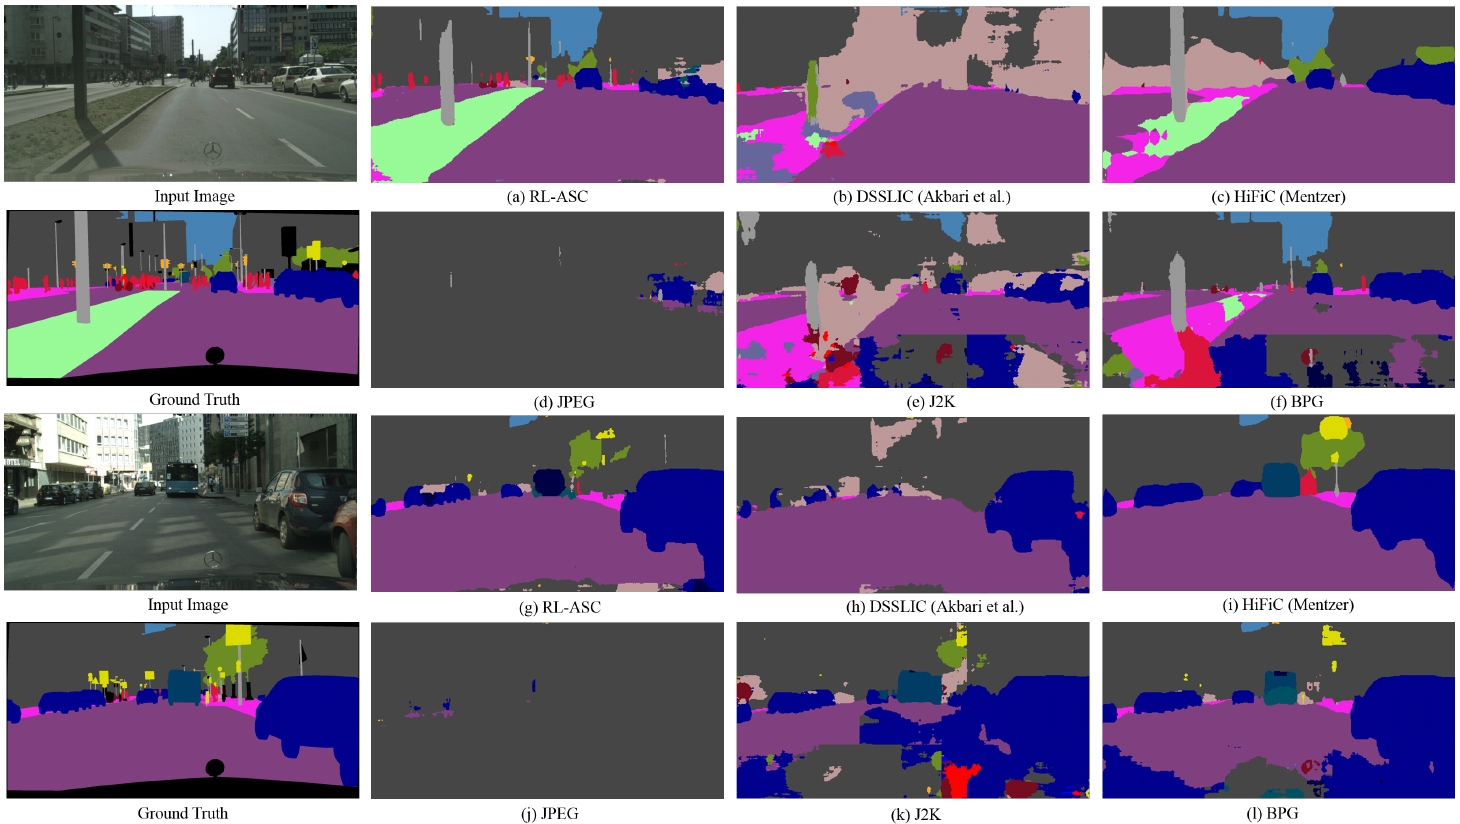 Input Image
(a) RL-ASC
(b) DSSLIC (Akbari et al.)
(c) HiFiC (Mentzer)
Ground Truth
(d) JPEG
(e) J2K
(f) BPG
Input Image
(g) RL-ASC
(h) DSSLIC (Akbari et al.)
(i) HiFiC (Mentzer)
Ground Truth
(j) JPEG
(k) J2K
(l) BPG